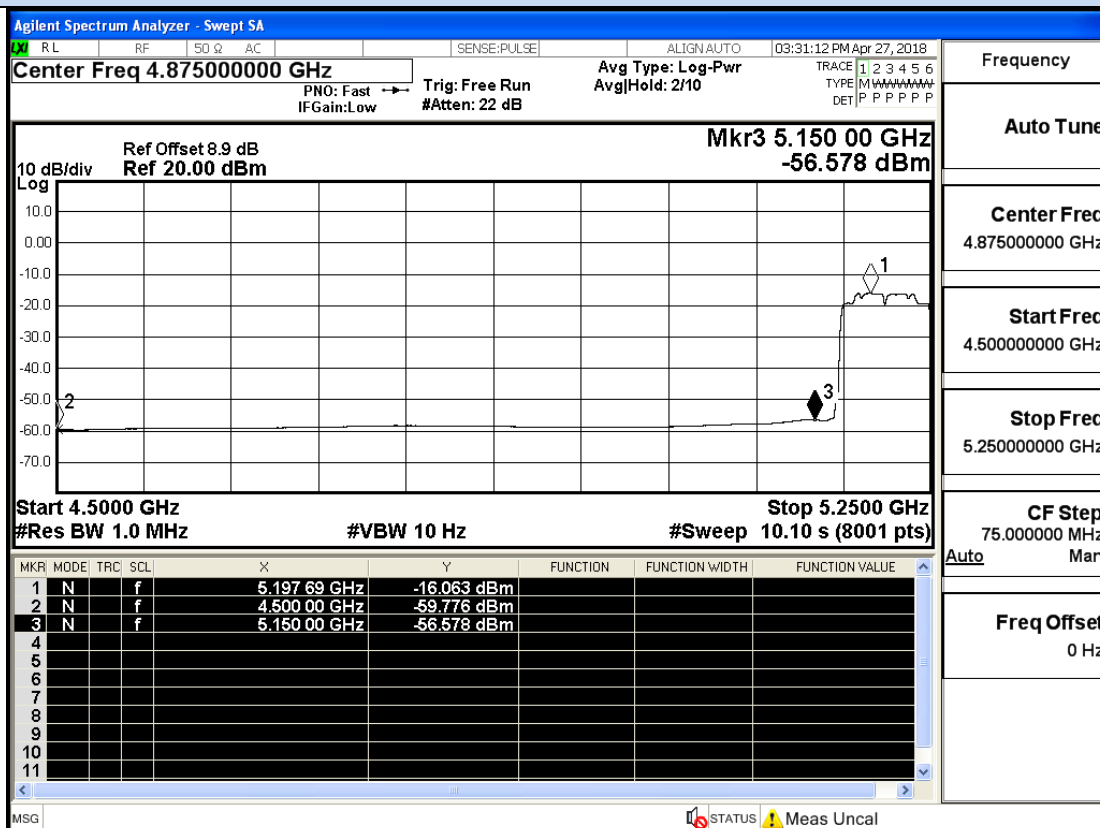 Agilent Spectrum Analyzer - Swept SA
LXI RL RF 50 Ω AC SENSE:PULSE ALIGN AUTO 03:31:12 PM Apr 27, 2018
Center Freq 4.875000000 GHz
PNO: Fast
IFGain:Low
Trig: Free Run
#Atten: 22 dB
Avg Type: Log-Pwr
Avg|Hold: 2/10
TRACE 1 2 3 4 5 6
TYPE M WWWWW
DET P P P P P P
Mkr3 5.150 00 GHz
-56.578 dBm
Ref Offset 8.9 dB
10 dB/div Ref 20.00 dBm
Log
10.0
0.00
-10.0
-20.0
-30.0
-40.0
-50.0
-60.0
-70.0
1
2
3
Start 4.5000 GHz Stop 5.2500 GHz
#Res BW 1.0 MHz #VBW 10 Hz #Sweep 10.10 s (8001 pts)
MKR MODE TRC SCL X Y FUNCTION FUNCTION WIDTH FUNCTION VALUE
1 N f 5.197 69 GHz -16.063 dBm
2 N f 4.500 00 GHz -59.776 dBm
3 N f 5.150 00 GHz -56.578 dBm
4
5
6
7
8
9
10
11
MSG STATUS Meas Uncal
Frequency
Auto Tune
Center Freq
4.875000000 GHz
Start Freq
4.500000000 GHz
Stop Freq
5.250000000 GHz
CF Step
75.000000 MHz
Auto Man
Freq Offset
0 Hz